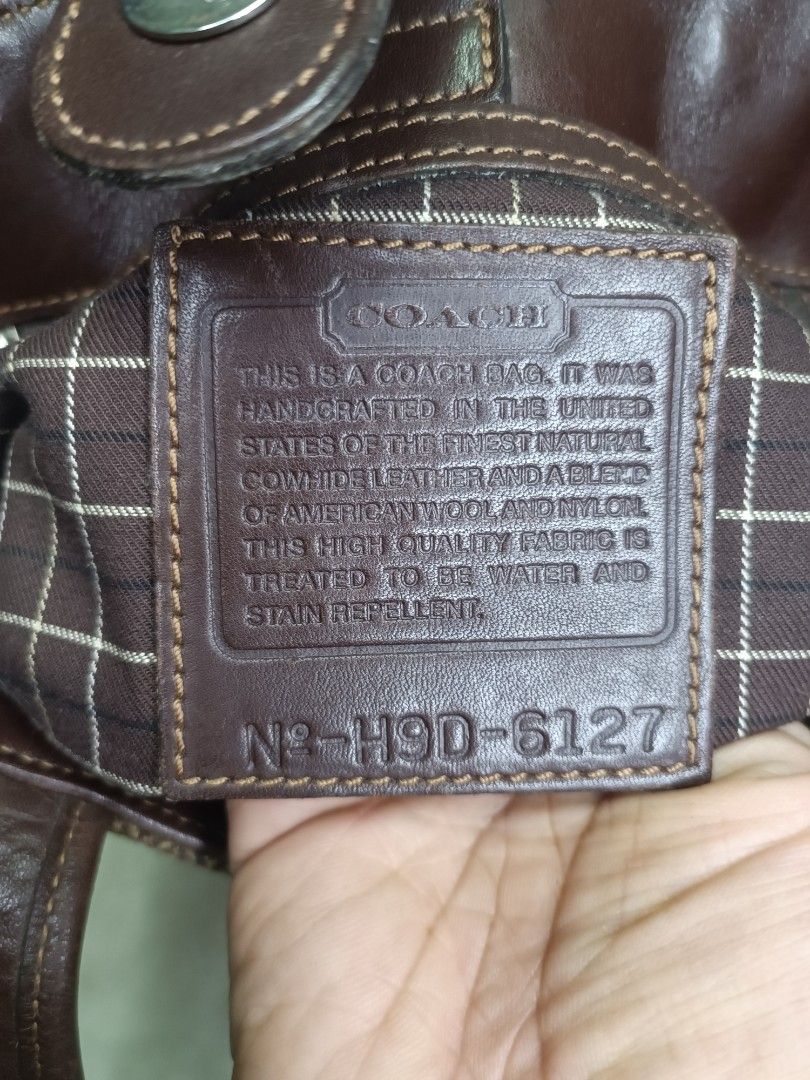 COACH
THIS IS A COACH BAG. IT WAS
HANDCRAFTED IN THE UNITED
STATES OF THE FINEST NATURAL
COWHIDE LEATHER AND A BLEND
OF AMERICAN WOOL AND NYLON.
THIS HIGH QUALITY FABRIC IS
TREATED TO BE WATER AND
STAIN REPELLENT.
Nº-H9D-6127